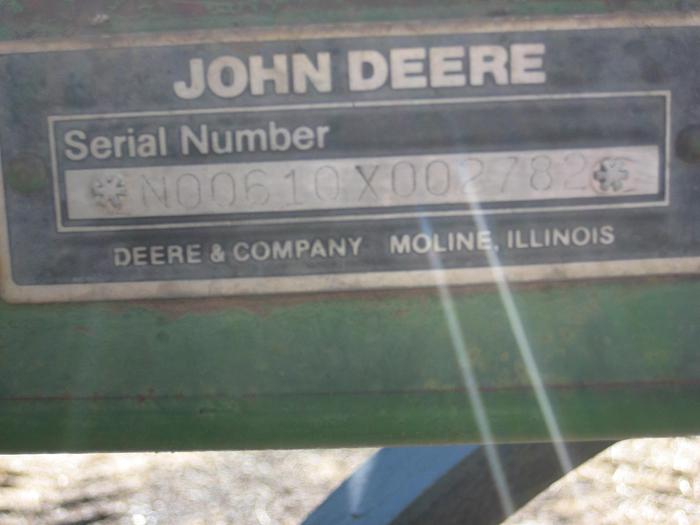 JOHN DEERE
Serial Number
*N00610X002782*
DEERE & COMPANY MOLINE, ILLINOIS